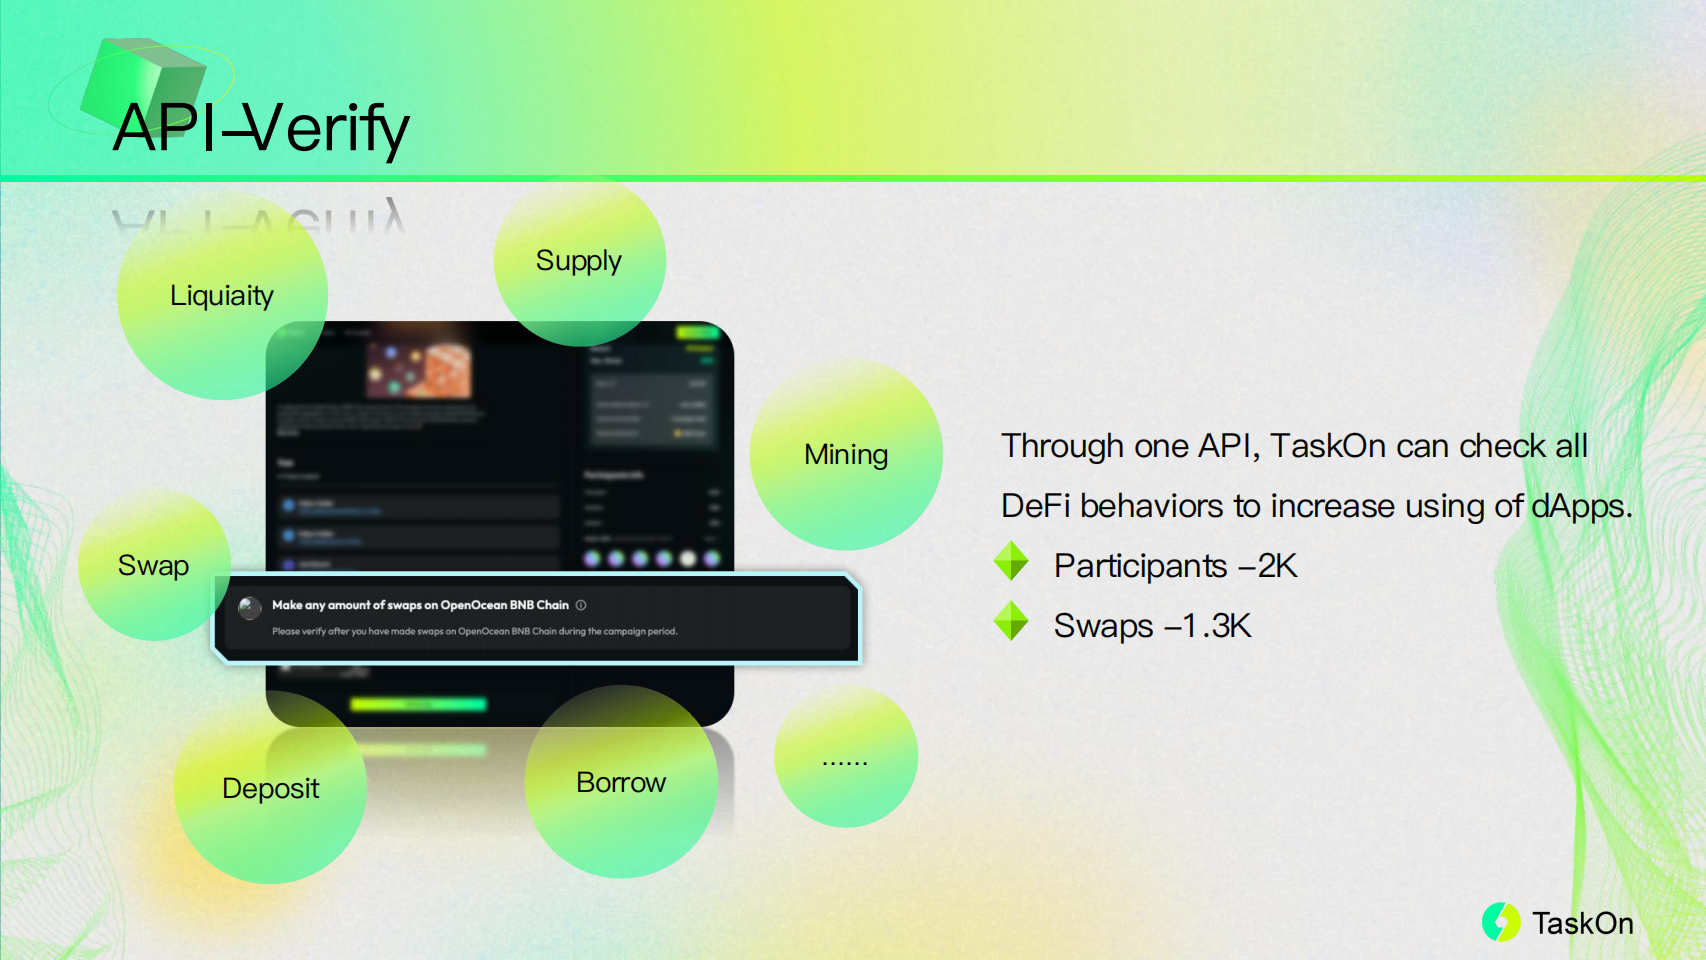 API–Verify
Supply
Liquiaity
Mining
Swap
Make any amount of swaps on OpenOcean BNB Chain
Please verify after you have made swaps on OpenOcean BNB Chain during the campaign period.
Deposit
Borrow
......
Through one API, TaskOn can check all
DeFi behaviors to increase using of dApps.
Participants –2K
Swaps –1.3K
TaskOn